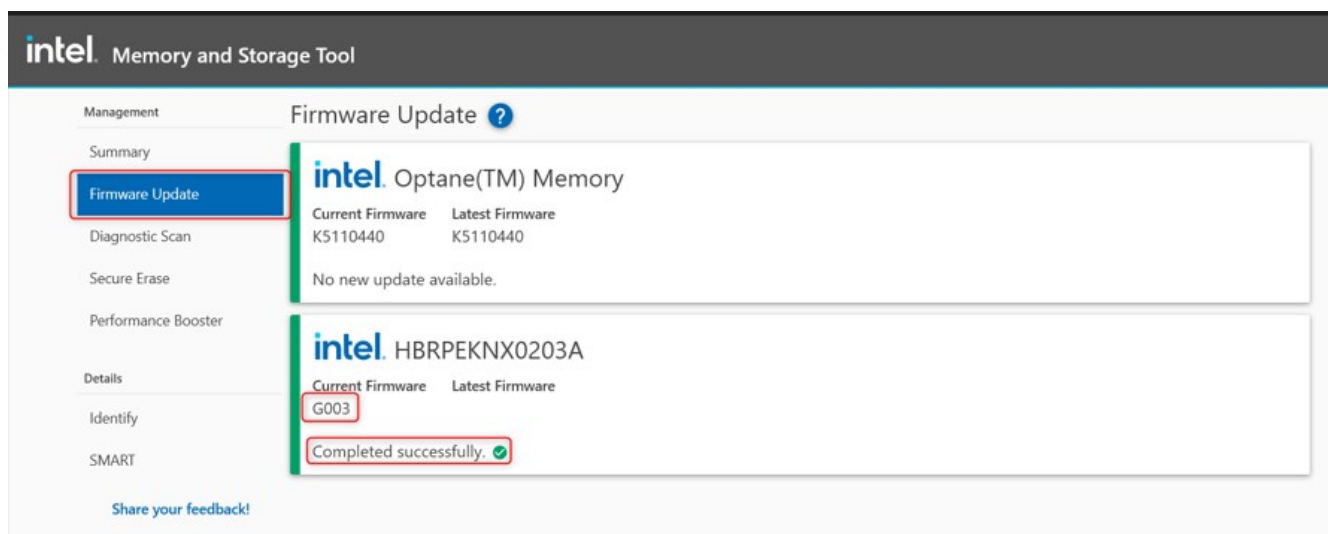 intel. Memory and Storage Tool
Management
Summary
Firmware Update
Diagnostic Scan
Secure Erase
Performance Booster
Details
Identify
SMART
Share your feedback!
Firmware Update ?
intel. Optane(TM) Memory
Current Firmware Latest Firmware
K5110440 K5110440
No new update available.
intel. HBRPEKNX0203A
Current Firmware Latest Firmware
G003
Completed successfully.